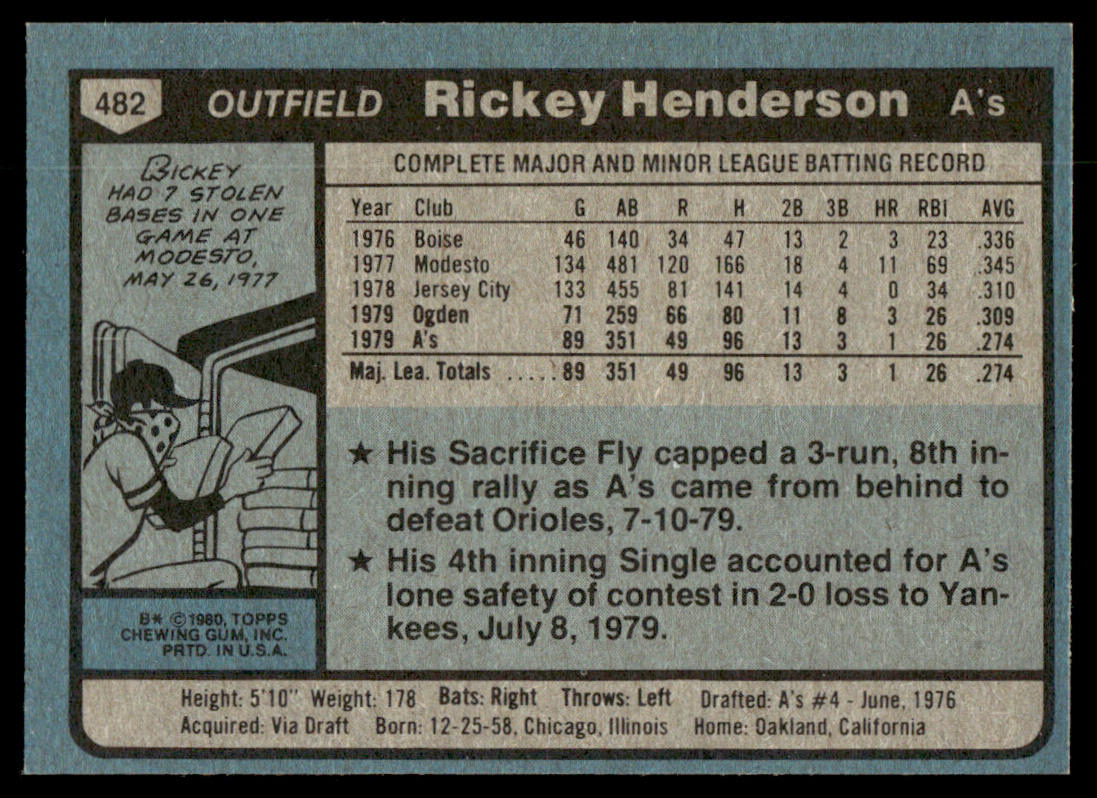 482 OUTFIELD Rickey Henderson A's
RICKEY
HAD 7 STOLEN
BASES IN ONE
GAME AT
MODESTO,
MAY 26, 1977
COMPLETE MAJOR AND MINOR LEAGUE BATTING RECORD
Year Club G AB R H 2B 3B HR RBI AVG
1976 Boise 46 140 34 47 13 2 3 23 .336
1977 Modesto 134 481 120 166 18 4 11 69 .345
1978 Jersey City 133 455 81 141 14 4 0 34 .310
1979 Ogden 71 259 66 80 11 8 3 26 .309
1979 A's 89 351 49 96 13 3 1 26 .274
Maj. Lea. Totals ..... 89 351 49 96 13 3 1 26 .274
★ His Sacrifice Fly capped a 3-run, 8th in-
ning rally as A's came from behind to
defeat Orioles, 7-10-79.
★ His 4th inning Single accounted for A's
lone safety of contest in 2-0 loss to Yan-
kees, July 8, 1979.
B* ©1980, TOPPS
CHEWING GUM, INC.
PRTD. IN U.S.A.
Height: 5'10" Weight: 178 Bats: Right Throws: Left Drafted: A's #4 - June, 1976
Acquired: Via Draft Born: 12-25-58, Chicago, Illinois Home: Oakland, California